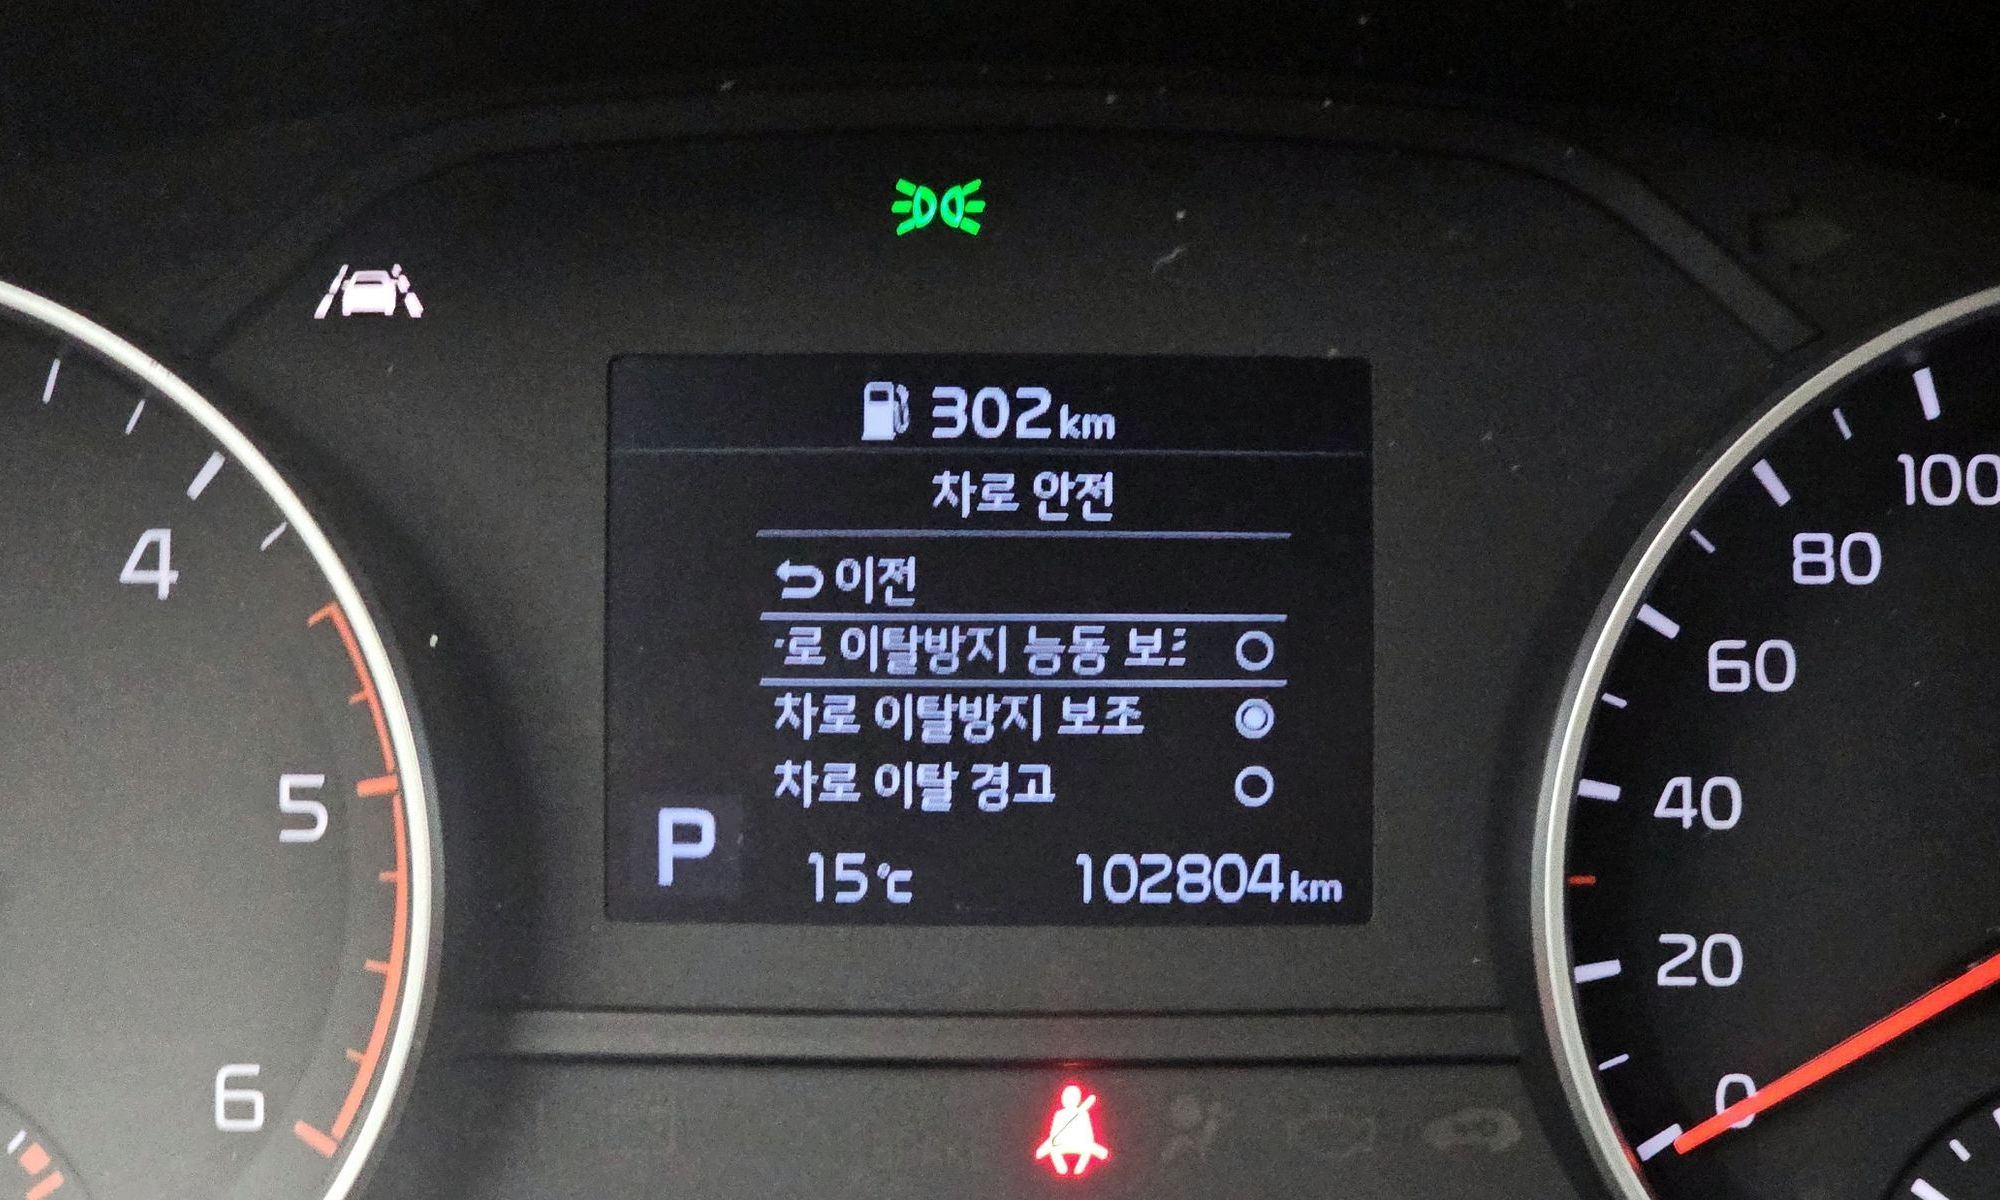 302km
차로 안전
이전
로 이탈방지 능동 보
차로 이탈방지 보조
차로 이탈 경고
P
15℃
102804km
4
5
6
100
80
60
40
20
0